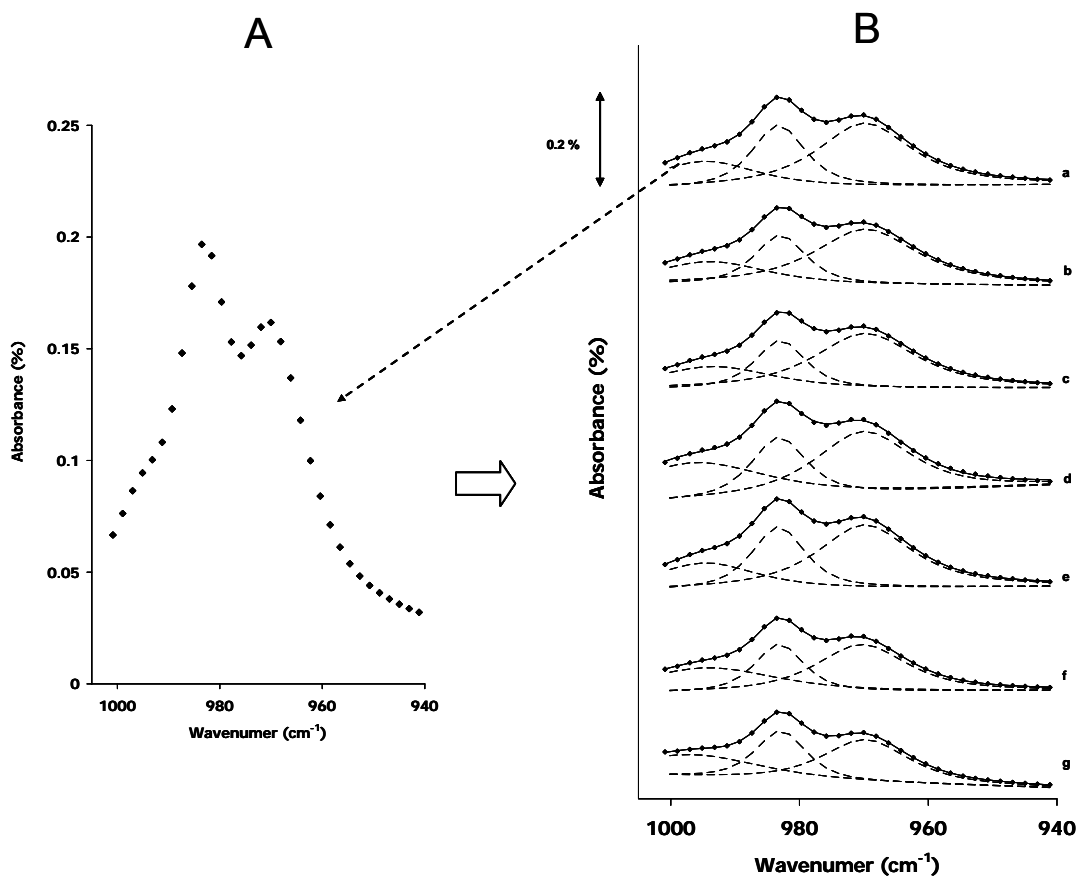 A
0.25
0.2
0.15
0.1
0.05
0
Absorbance (%)
1000 980 960 940
Wavenumer (cm-1)
B
0.2 %
Absorbance (%)
a
b
c
d
e
f
g
1000 980 960 940
Wavenumer (cm-1)